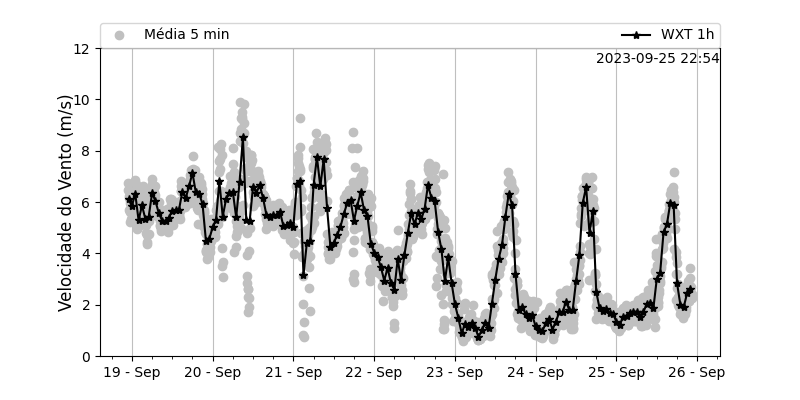 Média 5 min
WXT 1h
2023-09-25 22:54
Velocidade do Vento (m/s)
12
10
8
6
4
2
0
19 - Sep
20 - Sep
21 - Sep
22 - Sep
23 - Sep
24 - Sep
25 - Sep
26 - Sep